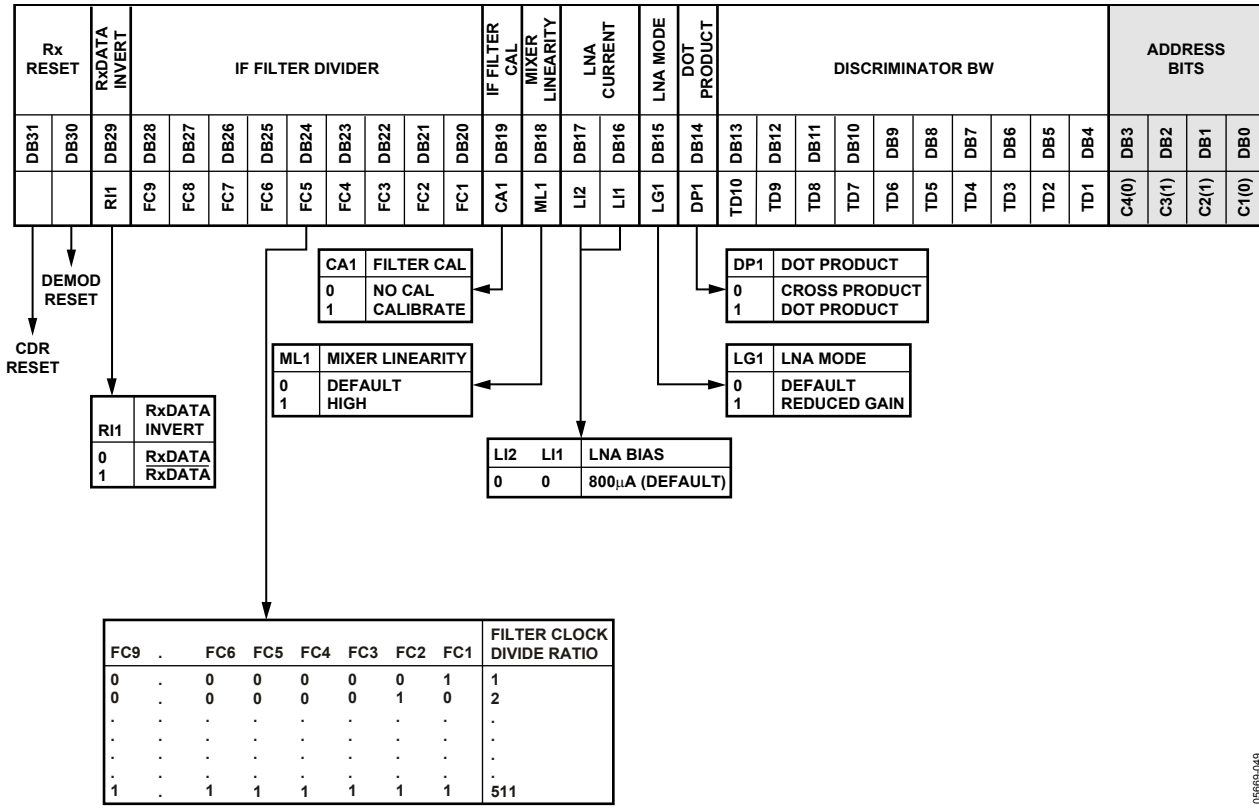 Rx RESET
RxDATA INVERT
IF FILTER DIVIDER
IF FILTER CAL
MIXER LINEARITY
LNA CURRENT
LNA MODE
DOT PRODUCT
DISCRIMINATOR BW
ADDRESS BITS
DB31 DB30 DB29 DB28 DB27 DB26 DB25 DB24 DB23 DB22 DB21 DB20 DB19 DB18 DB17 DB16 DB15 DB14 DB13 DB12 DB11 DB10 DB9 DB8 DB7 DB6 DB5 DB4 DB3 DB2 DB1 DB0
RI1 FC9 FC8 FC7 FC6 FC5 FC4 FC3 FC2 FC1 CA1 ML1 LI2 LI1 LG1 DP1 TD10 TD9 TD8 TD7 TD6 TD5 TD4 TD3 TD2 TD1 C4(0) C3(1) C2(1) C1(0)
DEMOD
RESET
CDR
RESET
CA1 FILTER CAL
0 NO CAL
1 CALIBRATE
DP1 DOT PRODUCT
0 CROSS PRODUCT
1 DOT PRODUCT
ML1 MIXER LINEARITY
0 DEFAULT
1 HIGH
LG1 LNA MODE
0 DEFAULT
1 REDUCED GAIN
RI1 RxDATA INVERT
0 RxDATA
1 RxDATA
LI2 LI1 LNA BIAS
0 0 800μA (DEFAULT)
FC9 . FC6 FC5 FC4 FC3 FC2 FC1 FILTER CLOCK DIVIDE RATIO
0 . 0 0 0 0 0 1 1
0 . 0 0 0 0 1 0 2
. . . . . . . . .
. . . . . . . . .
. . . . . . . . .
. . . . . . . . .
1 . 1 1 1 1 1 1 511
05369-049